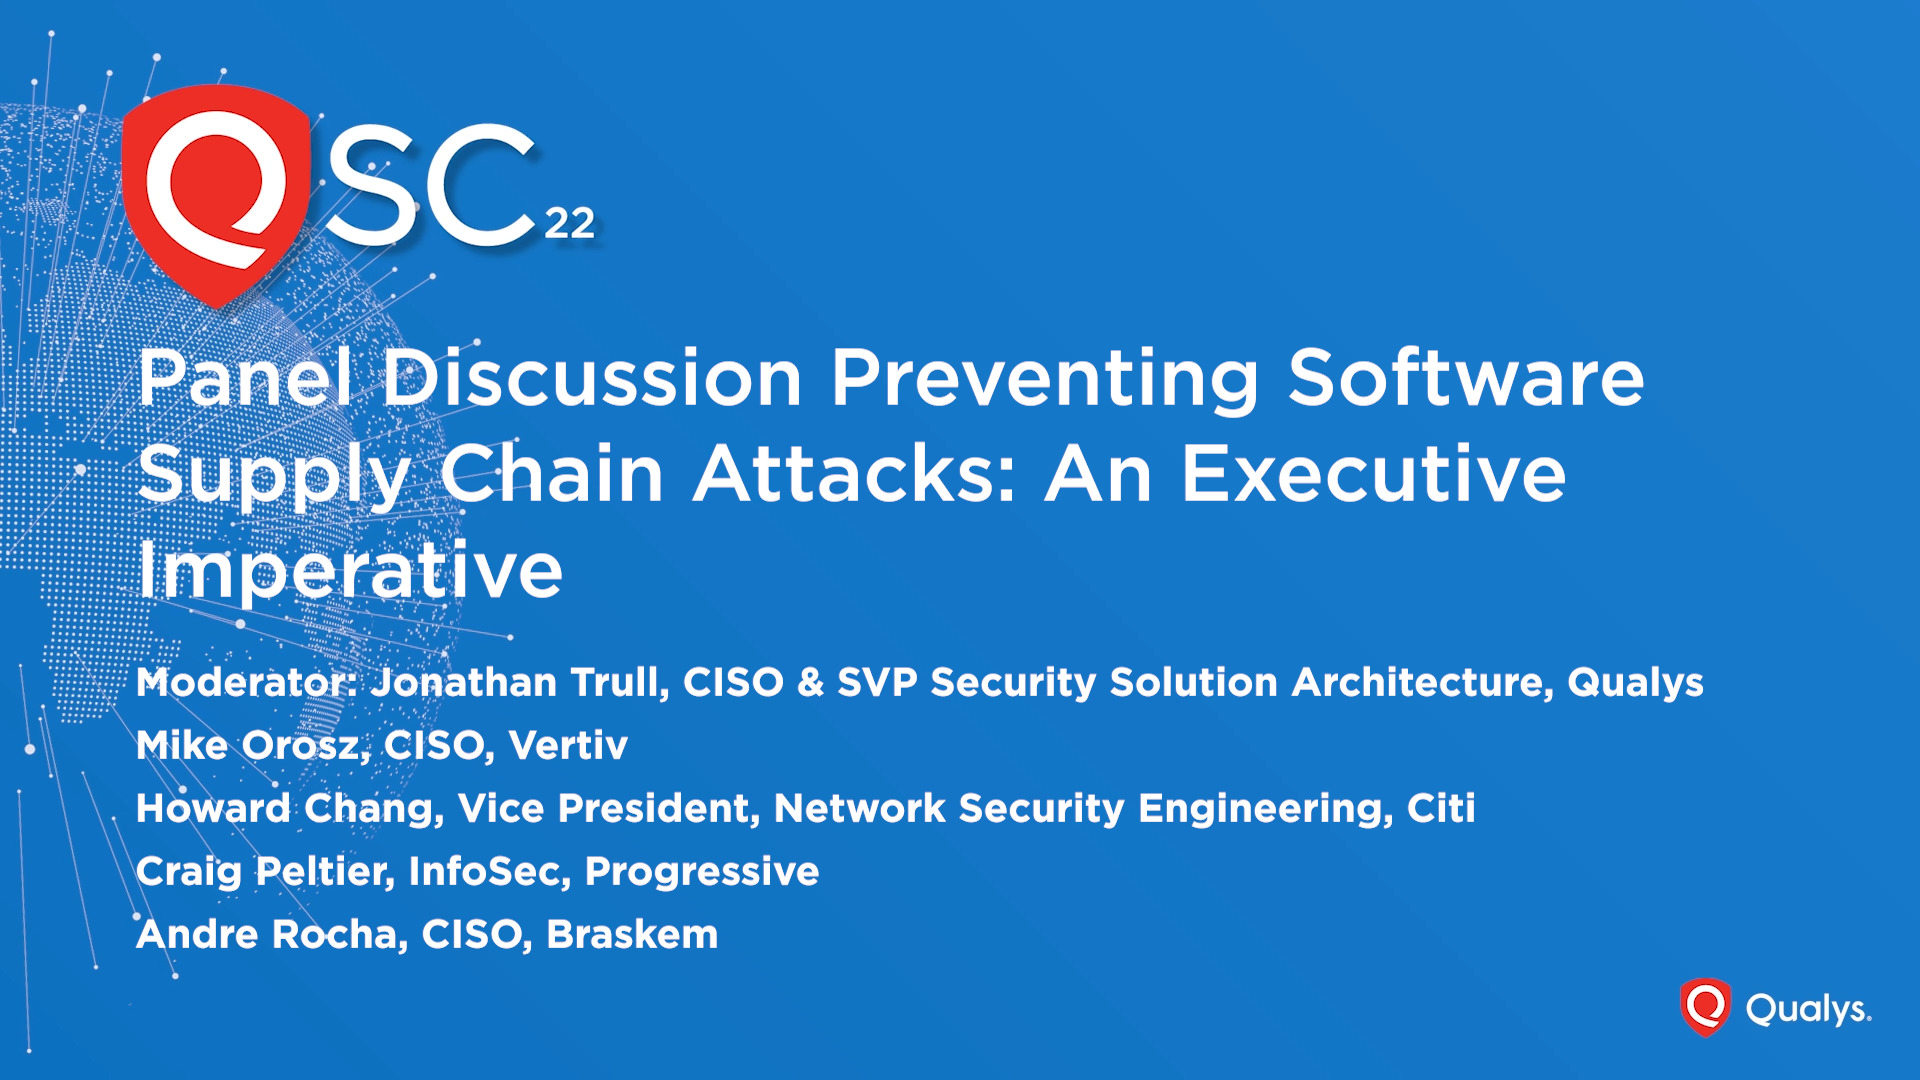 QSC22
Panel Discussion Preventing Software
Supply Chain Attacks: An Executive
Imperative
Moderator: Jonathan Trull, CISO & SVP Security Solution Architecture, Qualys
Mike Orosz, CISO, Vertiv
Howard Chang, Vice President, Network Security Engineering, Citi
Craig Peltier, InfoSec, Progressive
Andre Rocha, CISO, Braskem
Qualys.